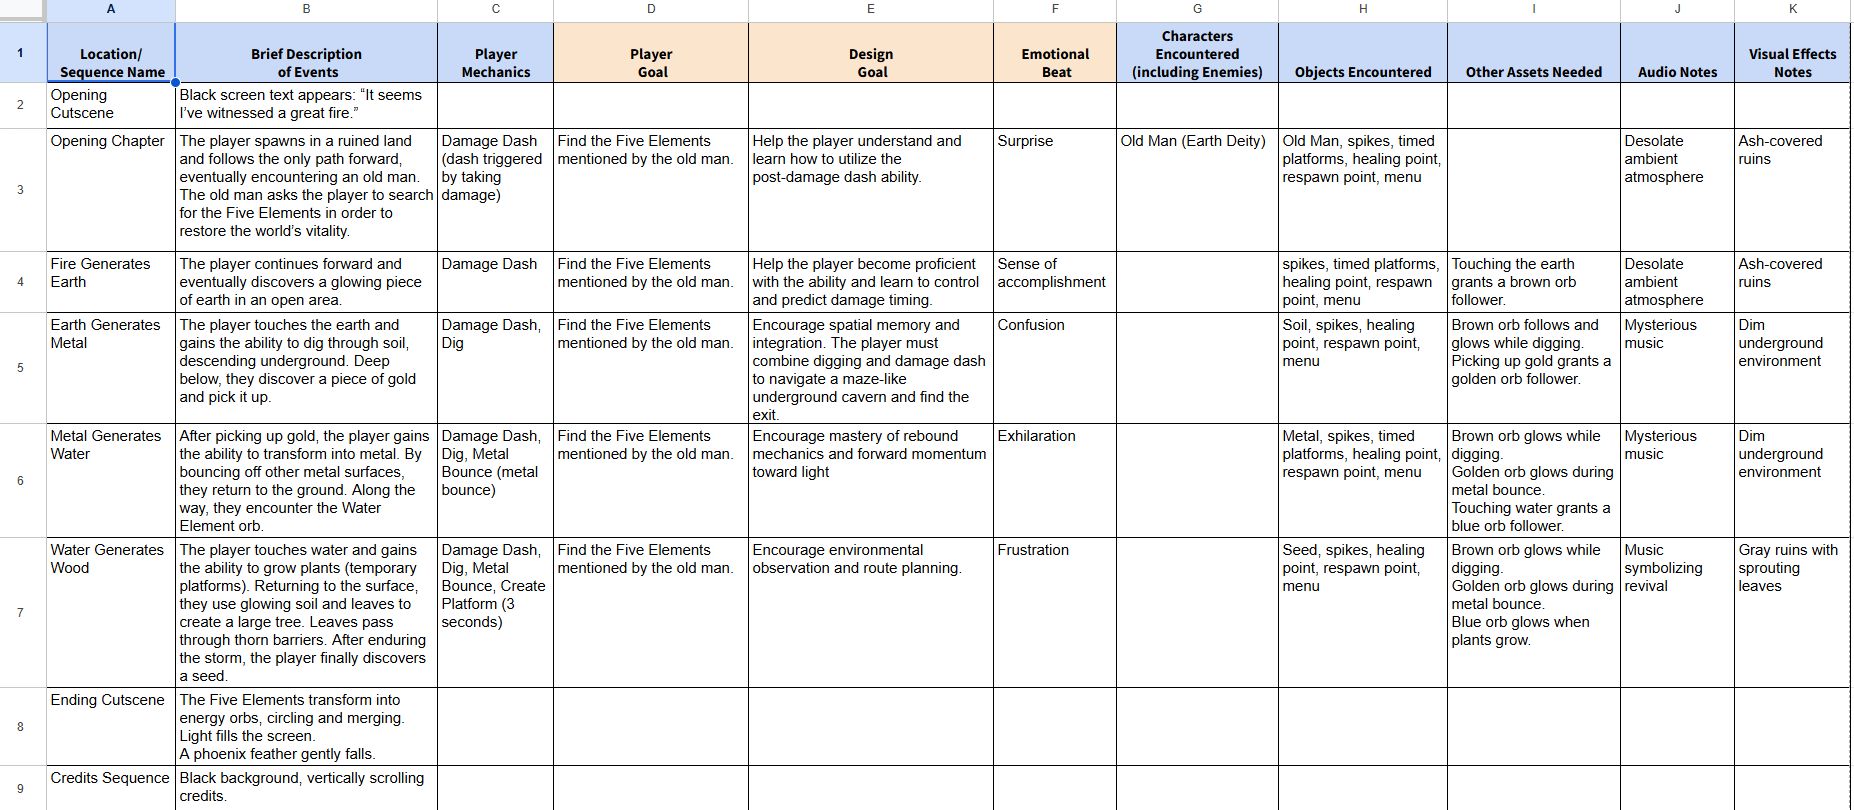 A B C D E F G H I J K
1
Location/
Sequence Name
Brief Description
of Events
Player
Mechanics
Player
Goal
Design
Goal
Emotional
Beat
Characters
Encountered
(including Enemies)
Objects Encountered
Other Assets Needed
Audio Notes
Visual Effects
Notes
2
Opening
Cutscene
Black screen text appears: “It seems
I’ve witnessed a great fire.”
3
Opening Chapter
The player spawns in a ruined land
and follows the only path forward,
eventually encountering an old man.
The old man asks the player to search
for the Five Elements in order to
restore the world’s vitality.
Damage Dash
(dash triggered
by taking
damage)
Find the Five Elements
mentioned by the old man.
Help the player understand and
learn how to utilize the
post-damage dash ability.
Surprise
Old Man (Earth Deity)
Old Man, spikes, timed
platforms, healing point,
respawn point, menu
Desolate
ambient
atmosphere
Ash-covered
ruins
4
Fire Generates
Earth
The player continues forward and
eventually discovers a glowing piece
of earth in an open area.
Damage Dash
Find the Five Elements
mentioned by the old man.
Help the player become proficient
with the ability and learn to control
and predict damage timing.
Sense of
accomplishment
spikes, timed platforms,
healing point, respawn
point, menu
Touching the earth
grants a brown orb
follower.
Desolate
ambient
atmosphere
Ash-covered
ruins
5
Earth Generates
Metal
The player touches the earth and
gains the ability to dig through soil,
descending underground. Deep
below, they discover a piece of gold
and pick it up.
Damage Dash,
Dig
Find the Five Elements
mentioned by the old man.
Encourage spatial memory and
integration. The player must
combine digging and damage dash
to navigate a maze-like
underground cavern and find the
exit.
Confusion
Soil, spikes, healing
point, respawn point,
menu
Brown orb follows and
glows while digging.
Picking up gold grants a
golden orb follower.
Mysterious
music
Dim
underground
environment
6
Metal Generates
Water
After picking up gold, the player gains
the ability to transform into metal. By
bouncing off other metal surfaces,
they return to the ground. Along the
way, they encounter the Water
Element orb.
Damage Dash,
Dig, Metal
Bounce (metal
bounce)
Find the Five Elements
mentioned by the old man.
Encourage mastery of rebound
mechanics and forward momentum
toward light
Exhilaration
Metal, spikes, timed
platforms, healing point,
respawn point, menu
Brown orb glows while
digging.
Golden orb glows during
metal bounce.
Touching water grants a
blue orb follower.
Mysterious
music
Dim
underground
environment
7
Water Generates
Wood
The player touches water and gains
the ability to grow plants (temporary
platforms). Returning to the surface,
they use glowing soil and leaves to
create a large tree. Leaves pass
through thorn barriers. After enduring
the storm, the player finally discovers
a seed.
Damage Dash,
Dig, Metal
Bounce, Create
Platform (3
seconds)
Find the Five Elements
mentioned by the old man.
Encourage environmental
observation and route planning.
Frustration
Seed, spikes, healing
point, respawn point,
menu
Brown orb glows while
digging.
Golden orb glows during
metal bounce.
Blue orb glows when
plants grow.
Music
symbolizing
revival
Gray ruins with
sprouting
leaves
8
Ending Cutscene
The Five Elements transform into
energy orbs, circling and merging.
Light fills the screen.
A phoenix feather gently falls.
9
Credits Sequence
Black background, vertically scrolling
credits.